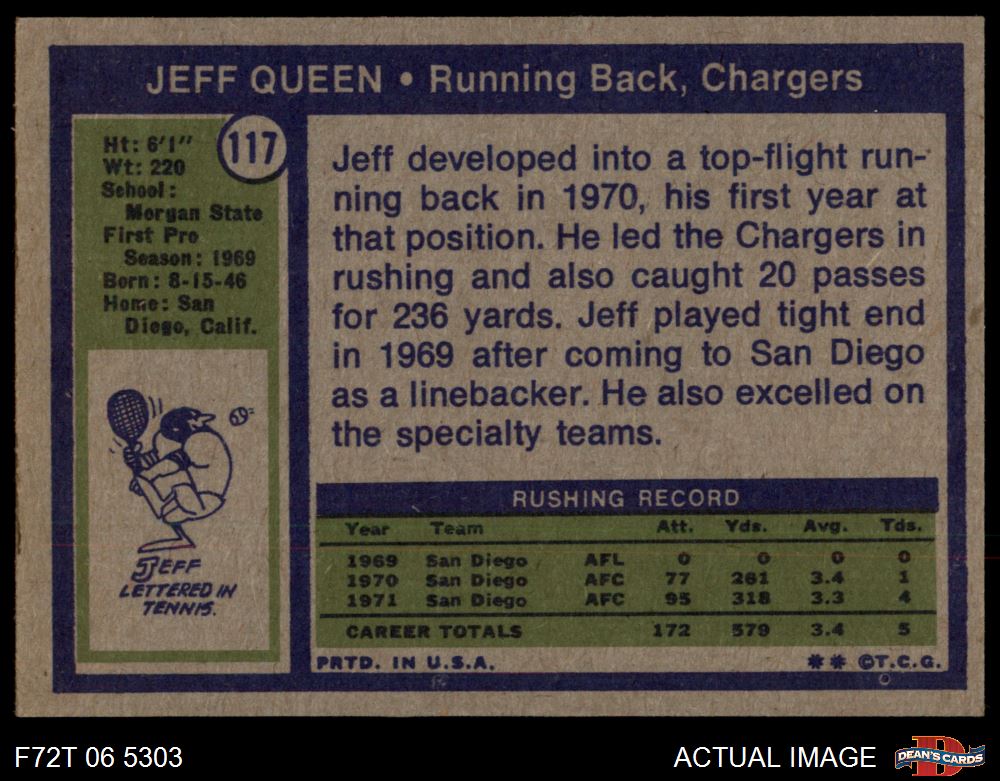 JEFF QUEEN • Running Back, Chargers
Ht: 6'1"
Wt: 220
School:
Morgan State
First Pro
Season: 1969
Born: 8-15-46
Home: San
Diego, Calif.
117
JEFF
LETTERED IN
TENNIS.
Jeff developed into a top-flight run-
ning back in 1970, his first year at
that position. He led the Chargers in
rushing and also caught 20 passes
for 236 yards. Jeff played tight end
in 1969 after coming to San Diego
as a linebacker. He also excelled on
the specialty teams.
RUSHING RECORD
Year Team Att. Yds. Avg. Tds.
1969 San Diego AFL 0 0 0 0
1970 San Diego AFC 77 261 3.4 1
1971 San Diego AFC 95 318 3.3 4
CAREER TOTALS 172 579 3.4 5
PRTD. IN U.S.A. ** ©T.C.G.
F72T 06 5303 ACTUAL IMAGE D DEAN'S CARDS